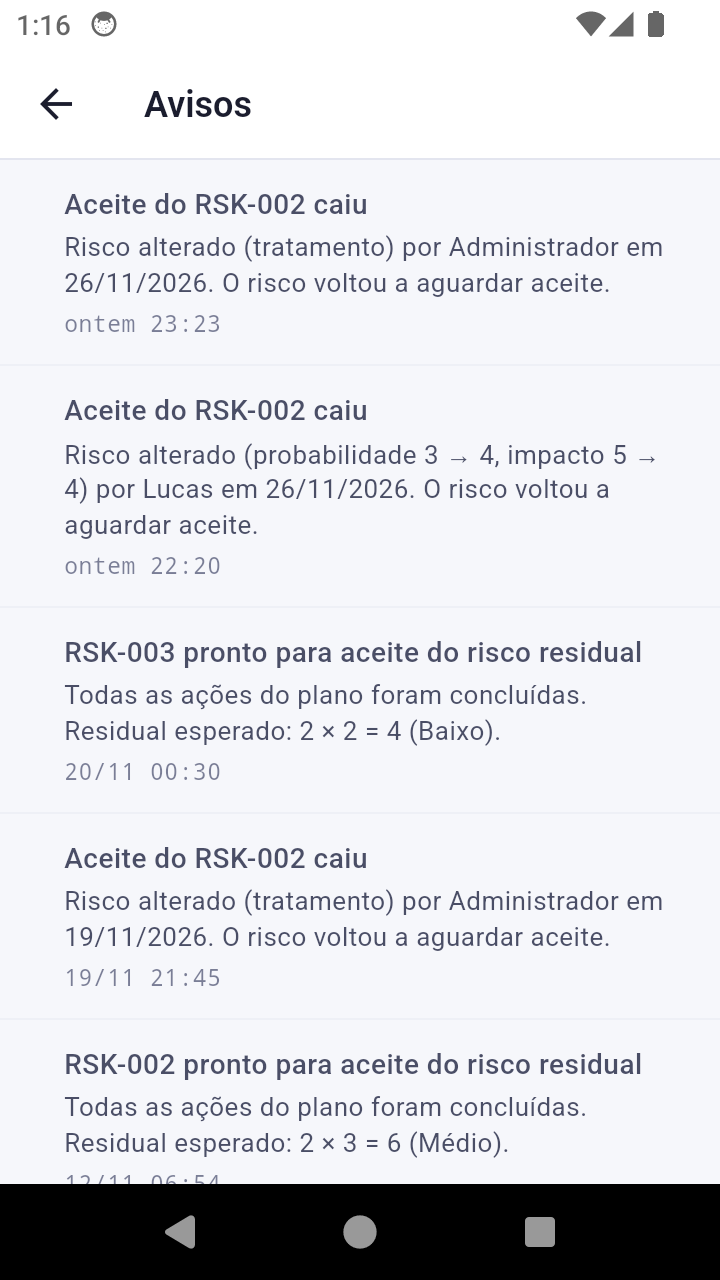 1:16
Avisos
Aceite do RSK-002 caiu
Risco alterado (tratamento) por Administrador em
26/11/2026. O risco voltou a aguardar aceite.
ontem 23:23
Aceite do RSK-002 caiu
Risco alterado (probabilidade 3 → 4, impacto 5 →
4) por Lucas em 26/11/2026. O risco voltou a
aguardar aceite.
ontem 22:20
RSK-003 pronto para aceite do risco residual
Todas as ações do plano foram concluídas.
Residual esperado: 2 × 2 = 4 (Baixo).
20/11 00:30
Aceite do RSK-002 caiu
Risco alterado (tratamento) por Administrador em
19/11/2026. O risco voltou a aguardar aceite.
19/11 21:45
RSK-002 pronto para aceite do risco residual
Todas as ações do plano foram concluídas.
Residual esperado: 2 × 3 = 6 (Médio).
12/11 06:54